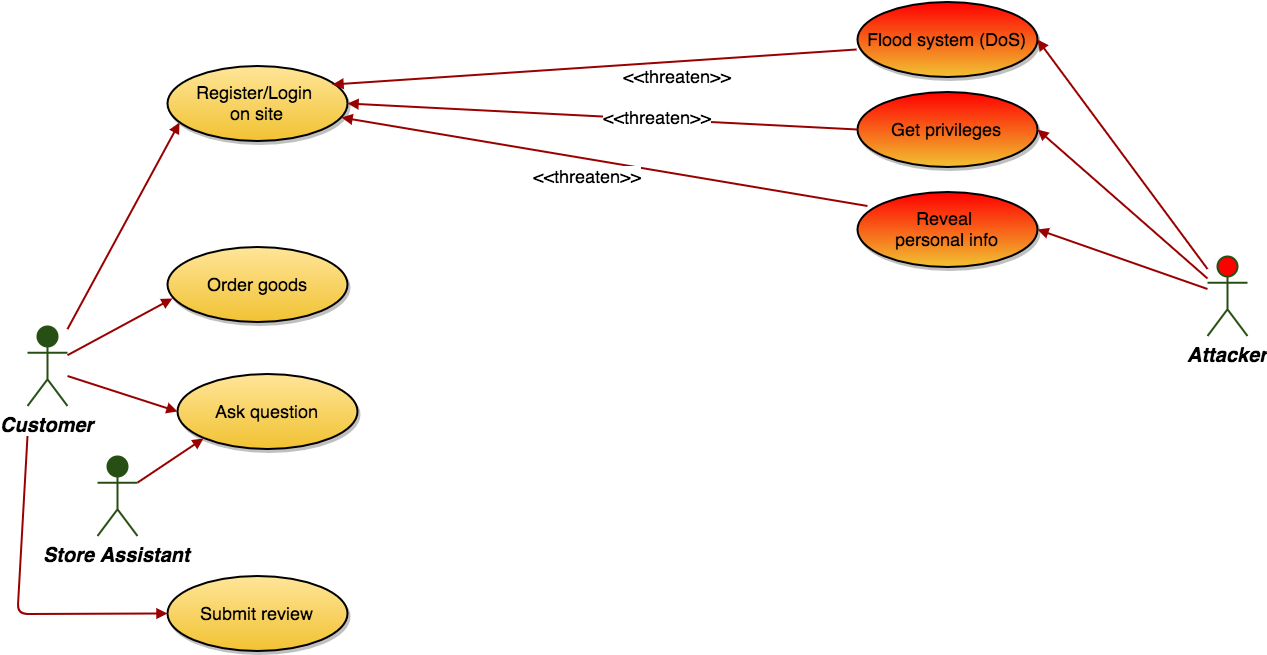 Flood system (DoS)
<<threaten>>
Register/Login
on site
<<threaten>>
Get privileges
<<threaten>>
Reveal
personal info
Order goods
Attacker
Ask question
Customer
Store Assistant
Submit review